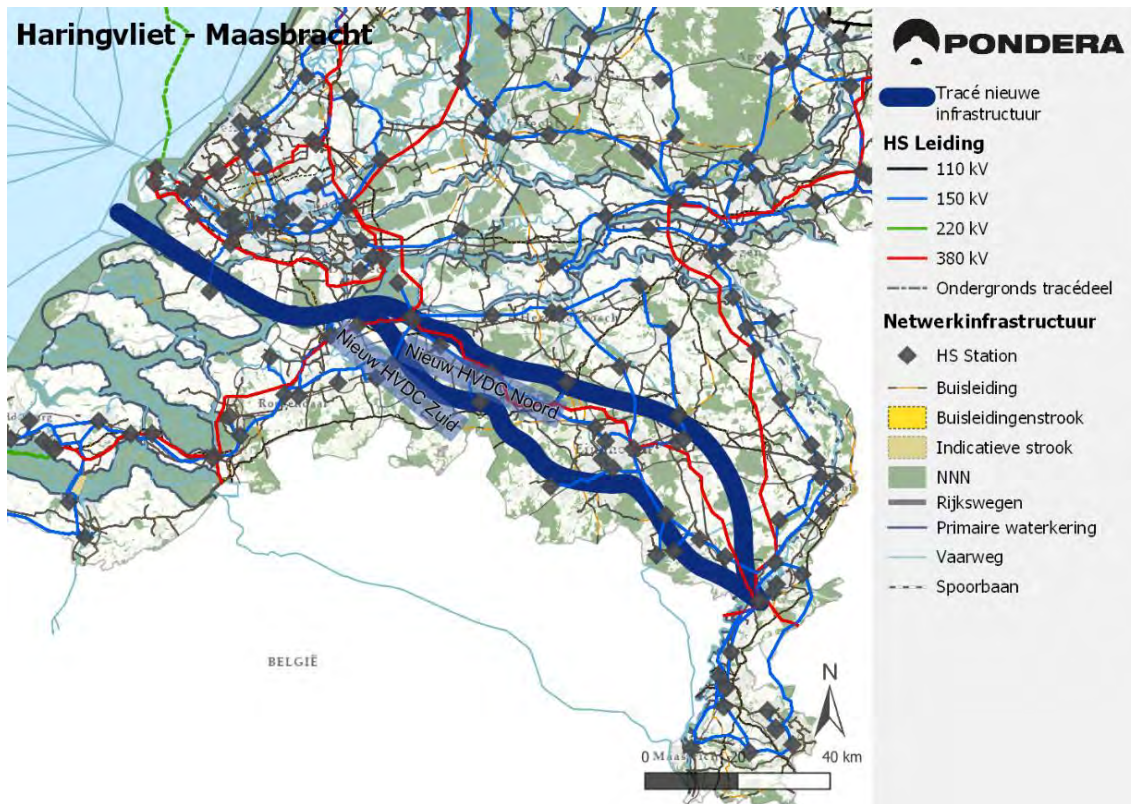 Haringvliet - Maasbracht
Nieuw HVDC Noord
Nieuw HVDC Zuid
BELGIË
N
0
20
40 km
PONDERA
Tracé nieuwe
infrastructuur
HS Leiding
110 kV
150 kV
220 kV
380 kV
Ondergronds tracédeel
Netwerkinfrastructuur
HS Station
Buisleiding
Buisleidingenstrook
Indicatieve strook
NNN
Rijkswegen
Primaire waterkering
Vaarweg
Spoorbaan